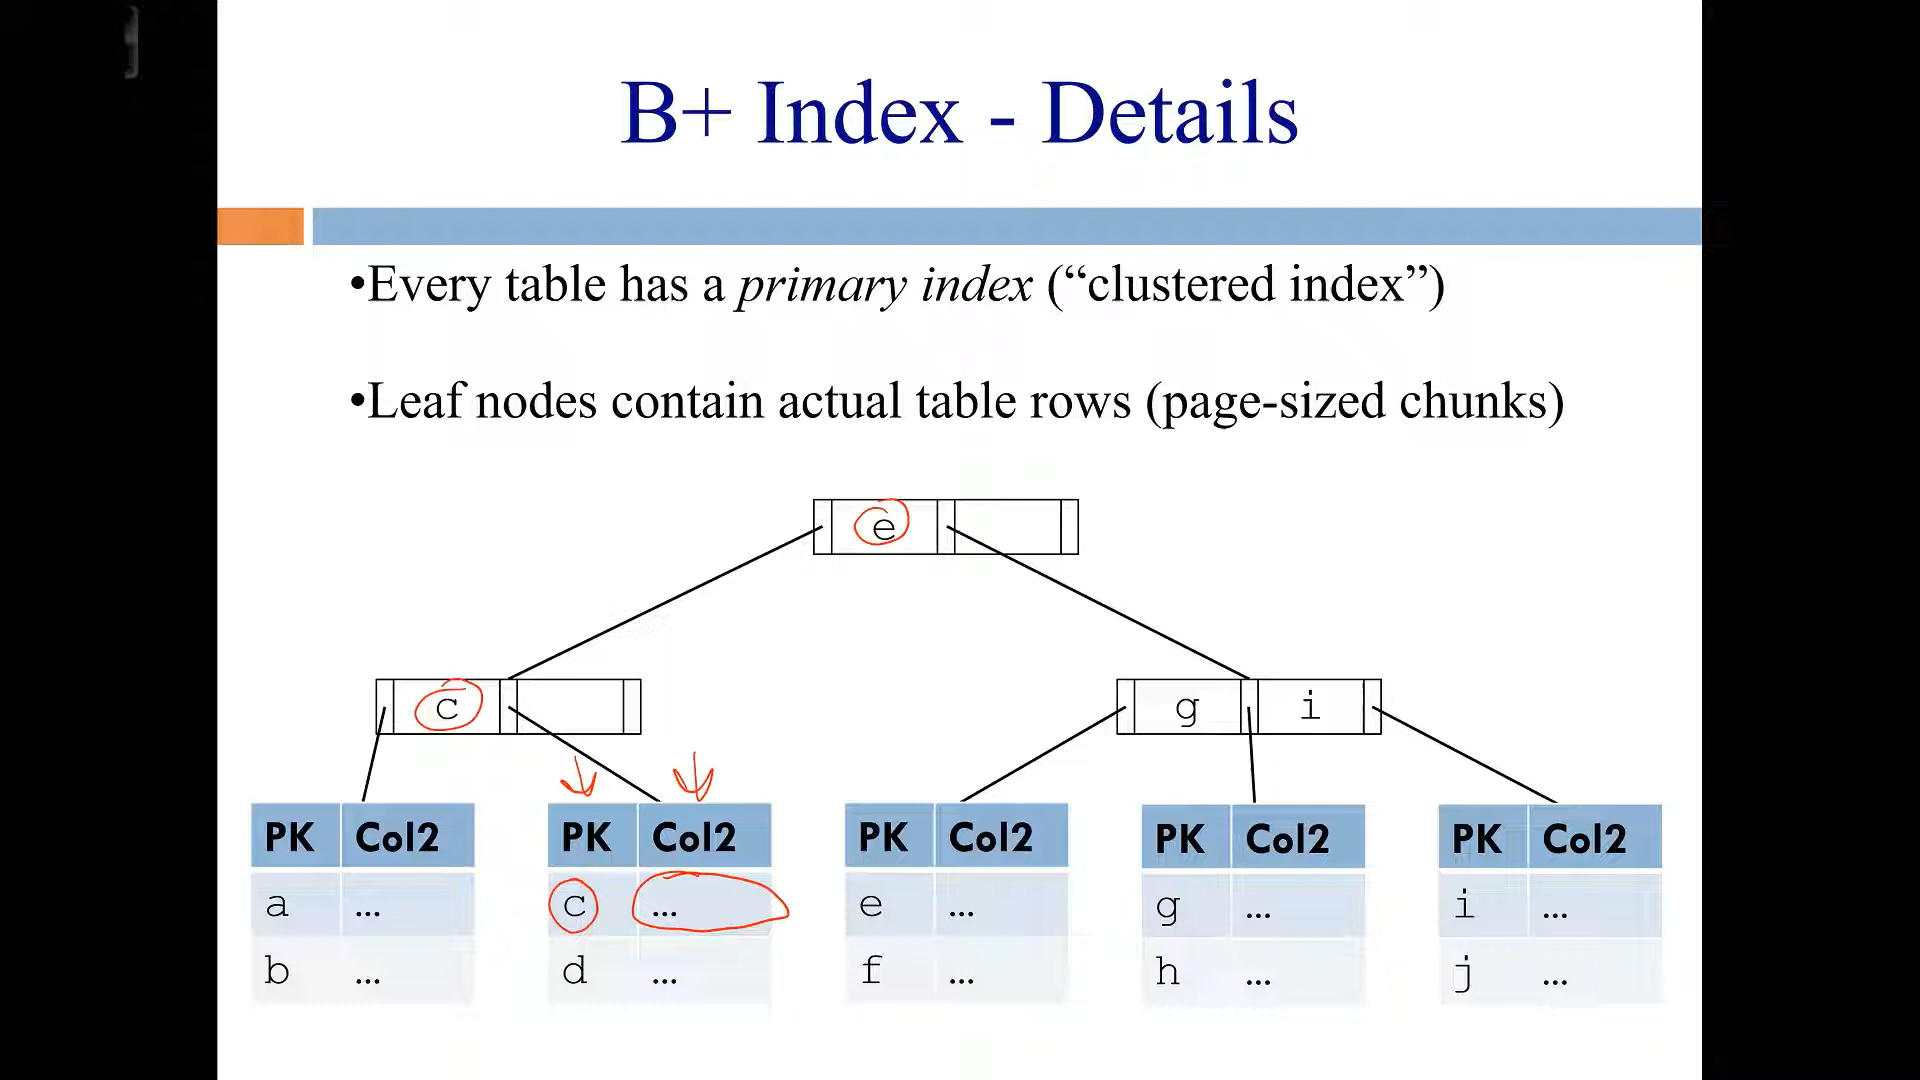 B+ Index - Details
•Every table has a primary index (“clustered index”)
•Leaf nodes contain actual table rows (page-sized chunks)
e
c
g i
PK Col2 PK Col2 PK Col2 PK Col2 PK Col2
a ... c ... e ... g ... i ...
b ... d ... f ... h ... j ...